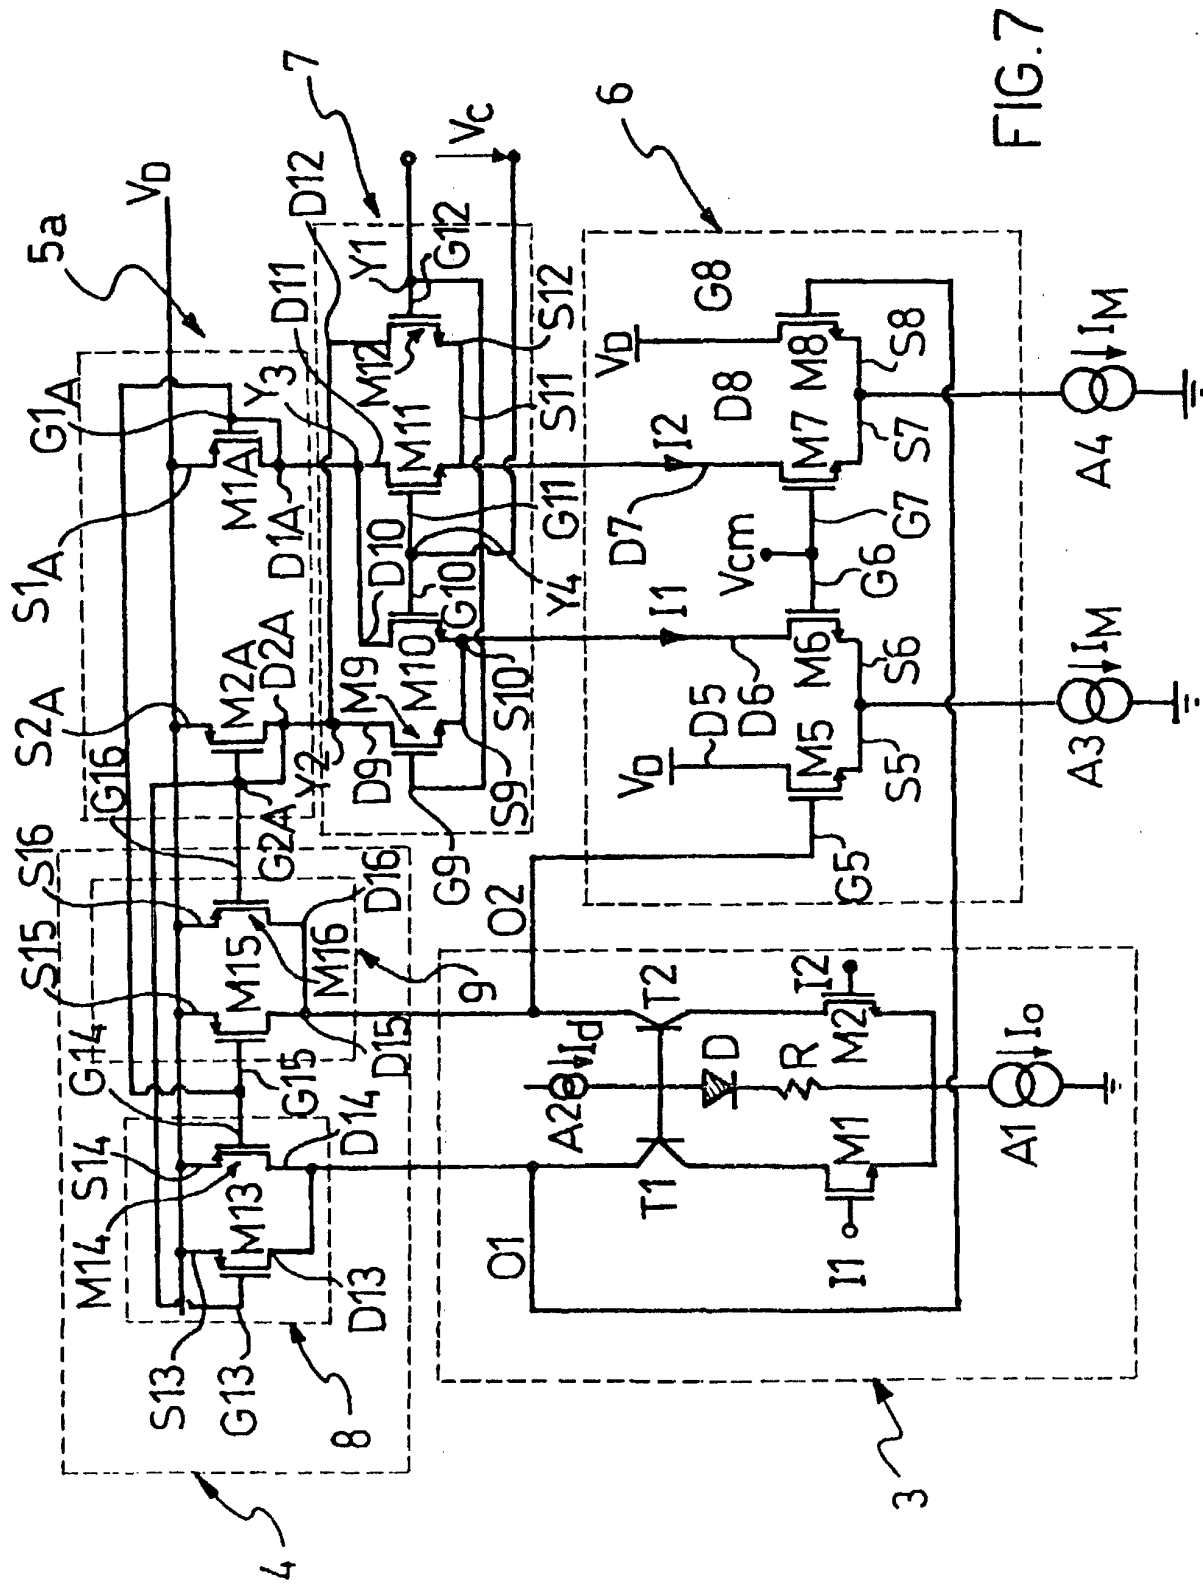 FIG.7
5a
VD
7
G1A
S1A
S2A
M1A
M2A
D1A
D2A
G2A
G16
S16
S15
G14
S14
M14
M13
S13
G13
D13
8
4
M15
M16
G15
D14
D15
D16
9
Y3
D11
D12
Y1
Y2
D9
M9
M10
D10
M11
M12
G12
VC
G9
S9
S10
G10
Y4
G11
S11
S12
6
I1
I2
D7
VD
D5
D6
M5
M6
Vcm
D8
VD
G8
M7
M8
G5
S5
S6
G6
G7
S7
S8
A3
IM
A4
IM
O1
O2
T1
T2
A2
Id
D
R
M1
M2
I1
I2
A1
Io
3